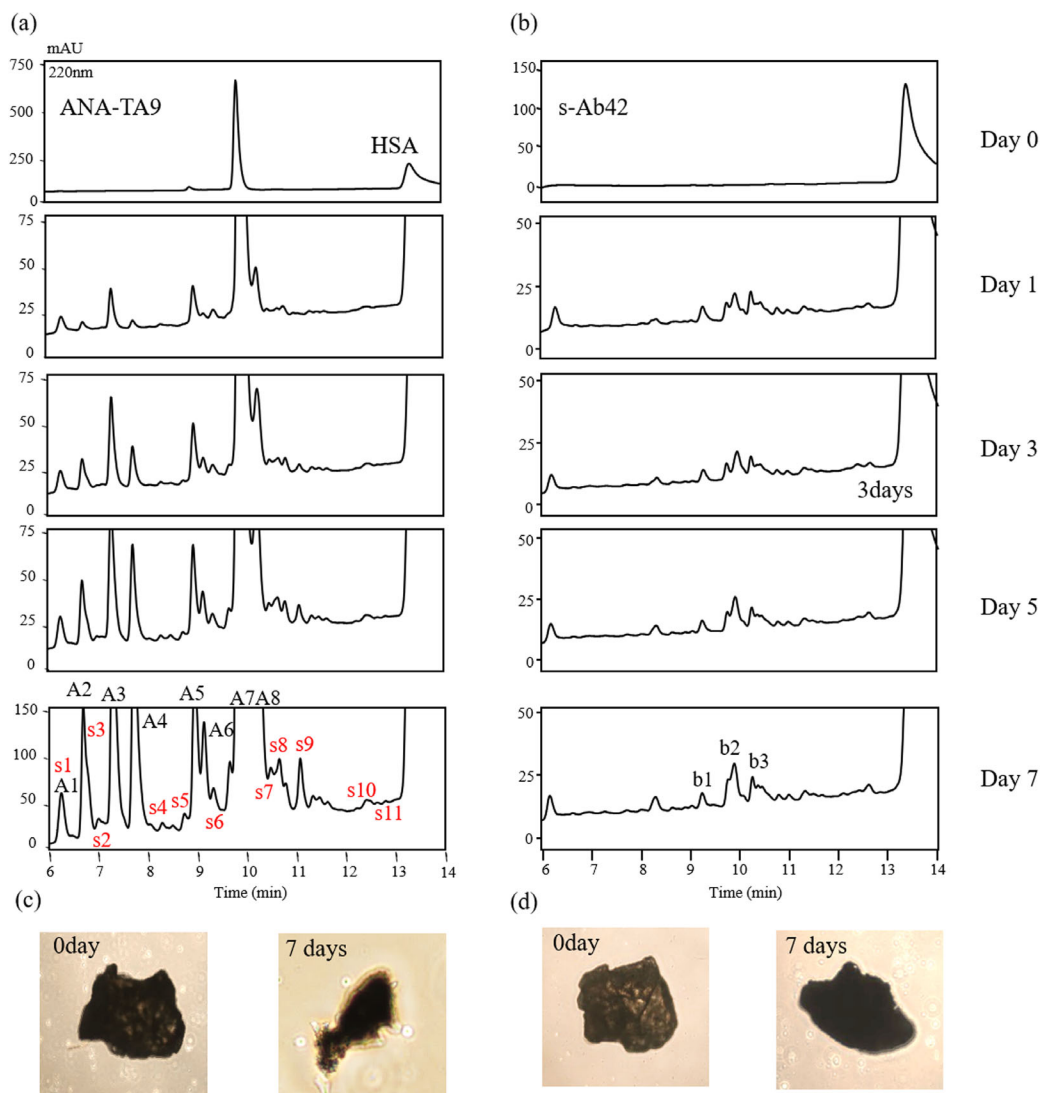 (a)
(b)
mAU
220nm
ANA-TA9
HSA
750
500
250
0
s-Ab42
150
100
50
0
Day 0
75
50
25
0
50
25
0
Day 1
75
50
25
0
50
25
0
3days
Day 3
75
50
25
0
50
25
0
Day 5
A2 A3 A5 A7A8
s3 A4 A6
s1 s8 s9
A1 s4 s5 s7 s10
s2 s6 s11
150
100
50
0
6 7 8 9 10 11 12 13 14
Time (min)
b2
b1 b3
50
25
0
6 7 8 9 10 11 12 13 14
Time (min)
Day 7
(c)
(d)
0day
7 days
0day
7 days